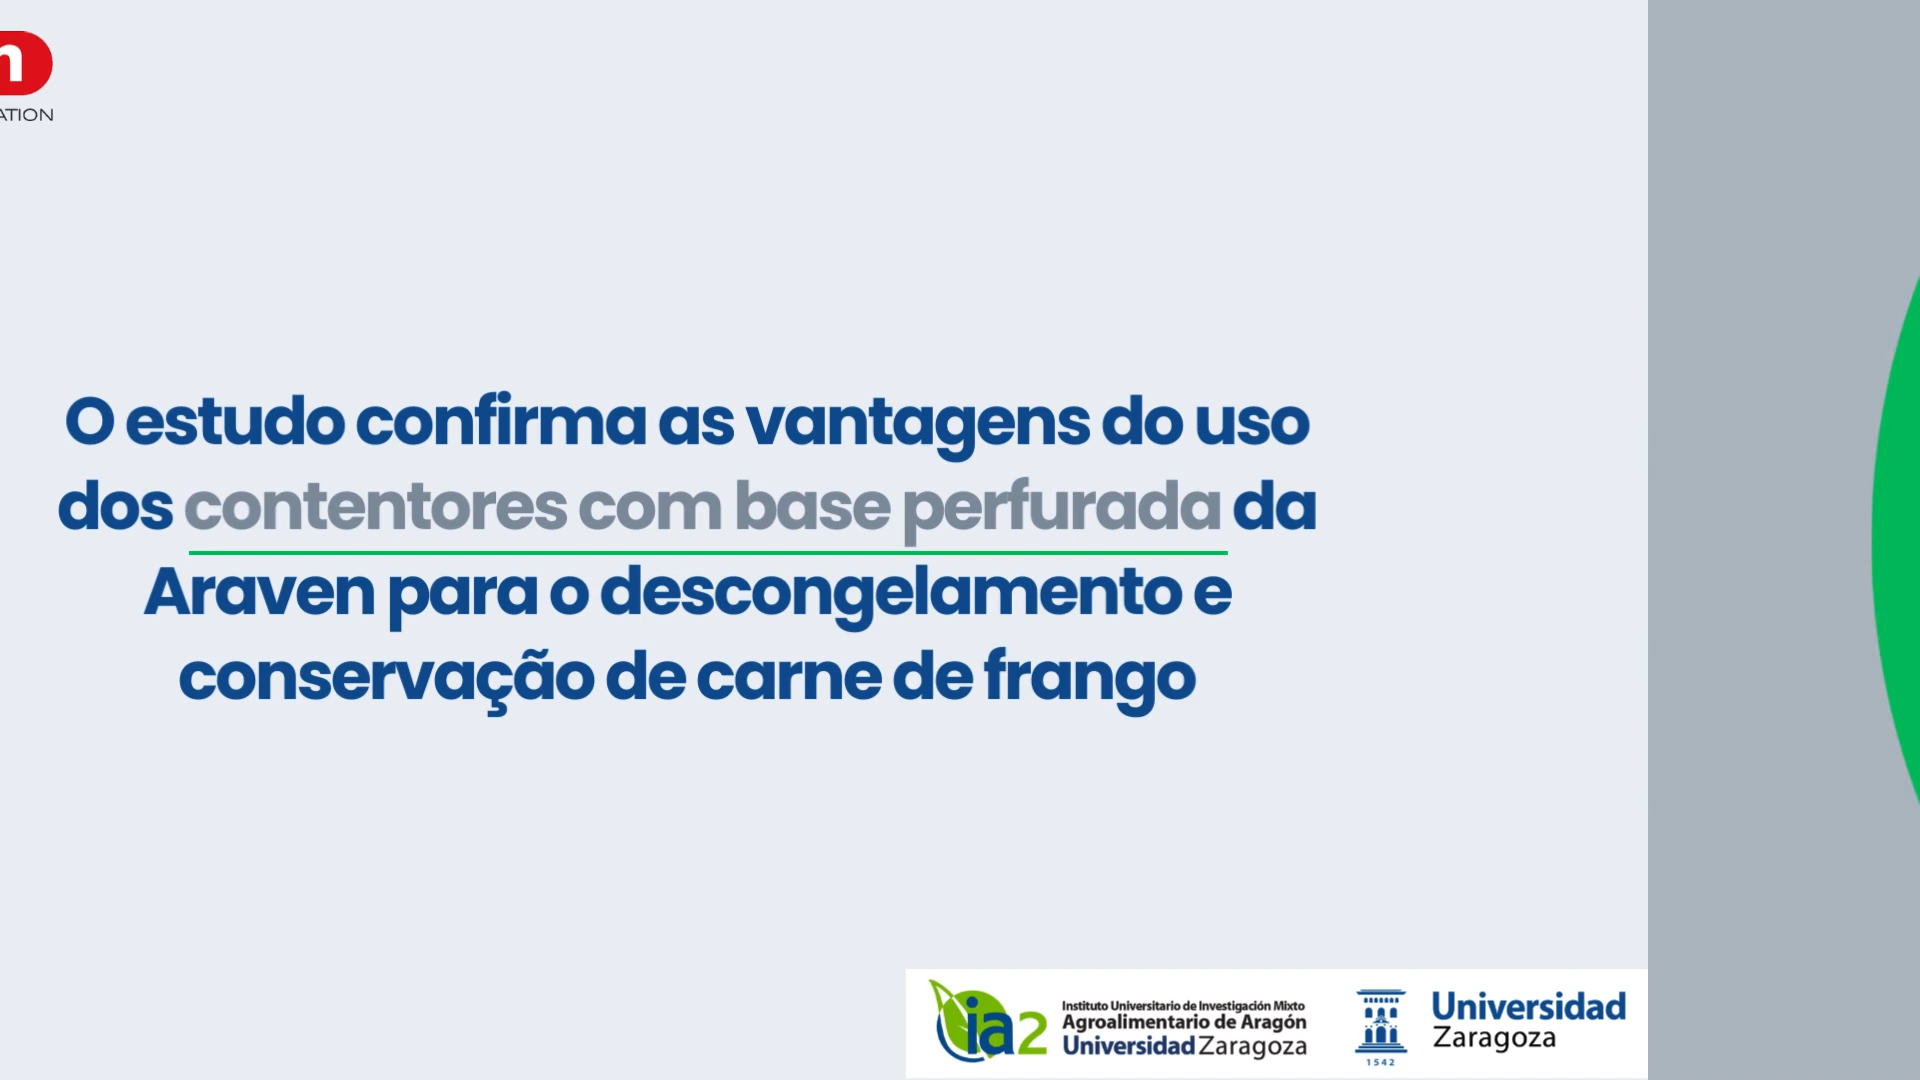 n
ATION
O estudo confirma as vantagens do uso
dos contentores com base perfurada da
Araven para o descongelamento e
conservação de carne de frango
ia2
Instituto Universitario de Investigación Mixto
Agroalimentario de Aragón
Universidad Zaragoza
1542
Universidad
Zaragoza